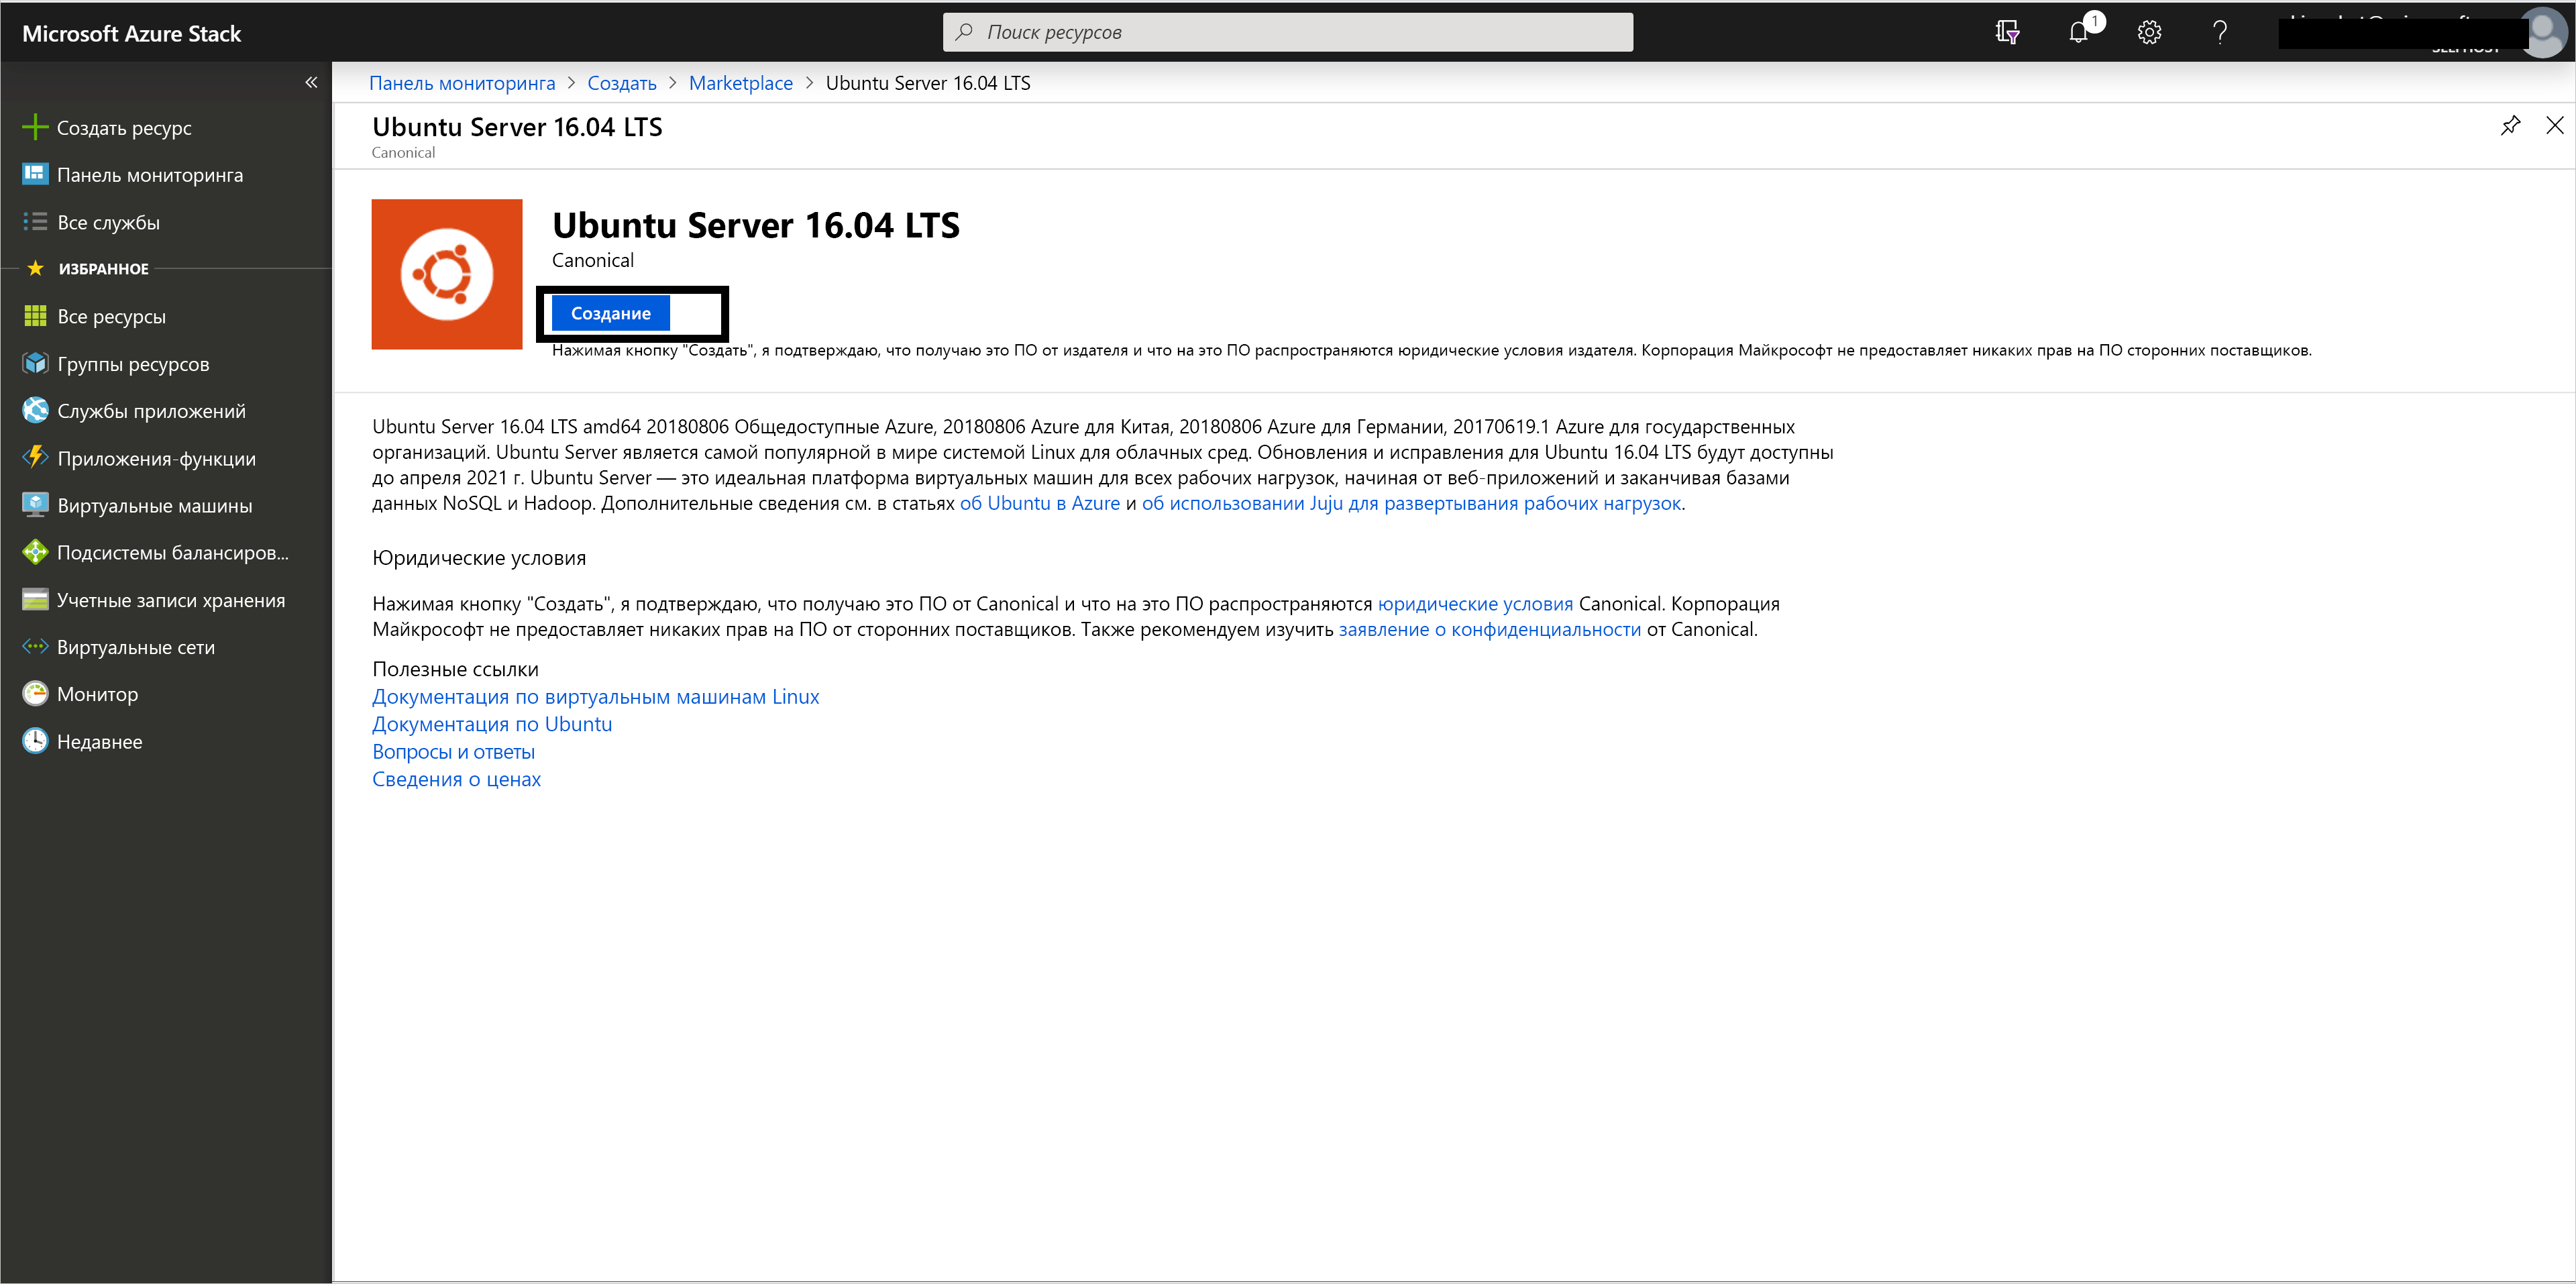 Microsoft Azure Stack
Поиск ресурсов
1
Панель мониторинга > Создать > Marketplace > Ubuntu Server 16.04 LTS
Создать ресурс
Панель мониторинга
Все службы
ИЗБРАННОЕ
Все ресурсы
Группы ресурсов
Службы приложений
Приложения-функции
Виртуальные машины
Подсистемы балансиров...
Учетные записи хранения
Виртуальные сети
Монитор
Недавнее
Ubuntu Server 16.04 LTS
Canonical
Ubuntu Server 16.04 LTS
Canonical
Создание
Нажимая кнопку "Создать", я подтверждаю, что получаю это ПО от издателя и что на это ПО распространяются юридические условия издателя. Корпорация Майкрософт не предоставляет никаких прав на ПО сторонних поставщиков.
Ubuntu Server 16.04 LTS amd64 20180806 Общедоступные Azure, 20180806 Azure для Китая, 20180806 Azure для Германии, 20170619.1 Azure для государственных
организаций. Ubuntu Server является самой популярной в мире системой Linux для облачных сред. Обновления и исправления для Ubuntu 16.04 LTS будут доступны
до апреля 2021 г. Ubuntu Server — это идеальная платформа виртуальных машин для всех рабочих нагрузок, начиная от веб-приложений и заканчивая базами
данных NoSQL и Hadoop. Дополнительные сведения см. в статьях об Ubuntu в Azure и об использовании Juju для развертывания рабочих нагрузок.
Юридические условия
Нажимая кнопку "Создать", я подтверждаю, что получаю это ПО от Canonical и что на это ПО распространяются юридические условия Canonical. Корпорация
Майкрософт не предоставляет никаких прав на ПО от сторонних поставщиков. Также рекомендуем изучить заявление о конфиденциальности от Canonical.
Полезные ссылки
Документация по виртуальным машинам Linux
Документация по Ubuntu
Вопросы и ответы
Сведения о ценах